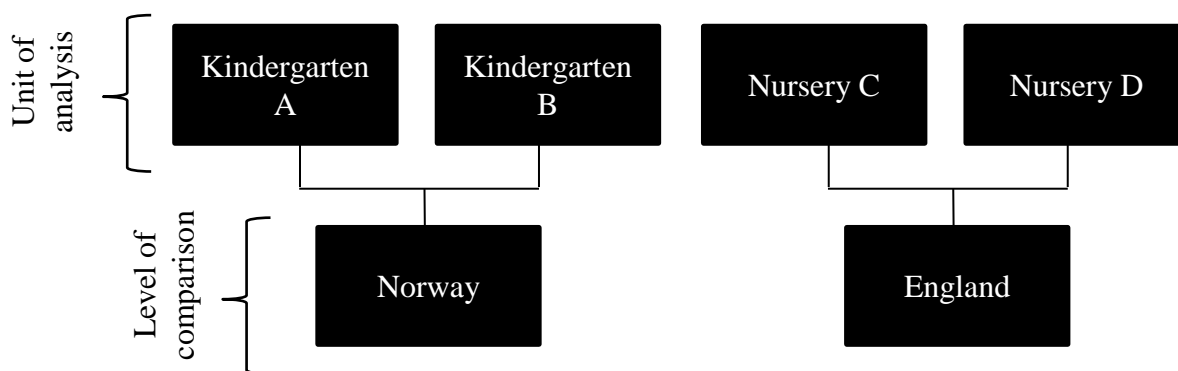 Unit of
analysis
Kindergarten
A
Kindergarten
B
Nursery C
Nursery D
Level of
comparison
Norway
England